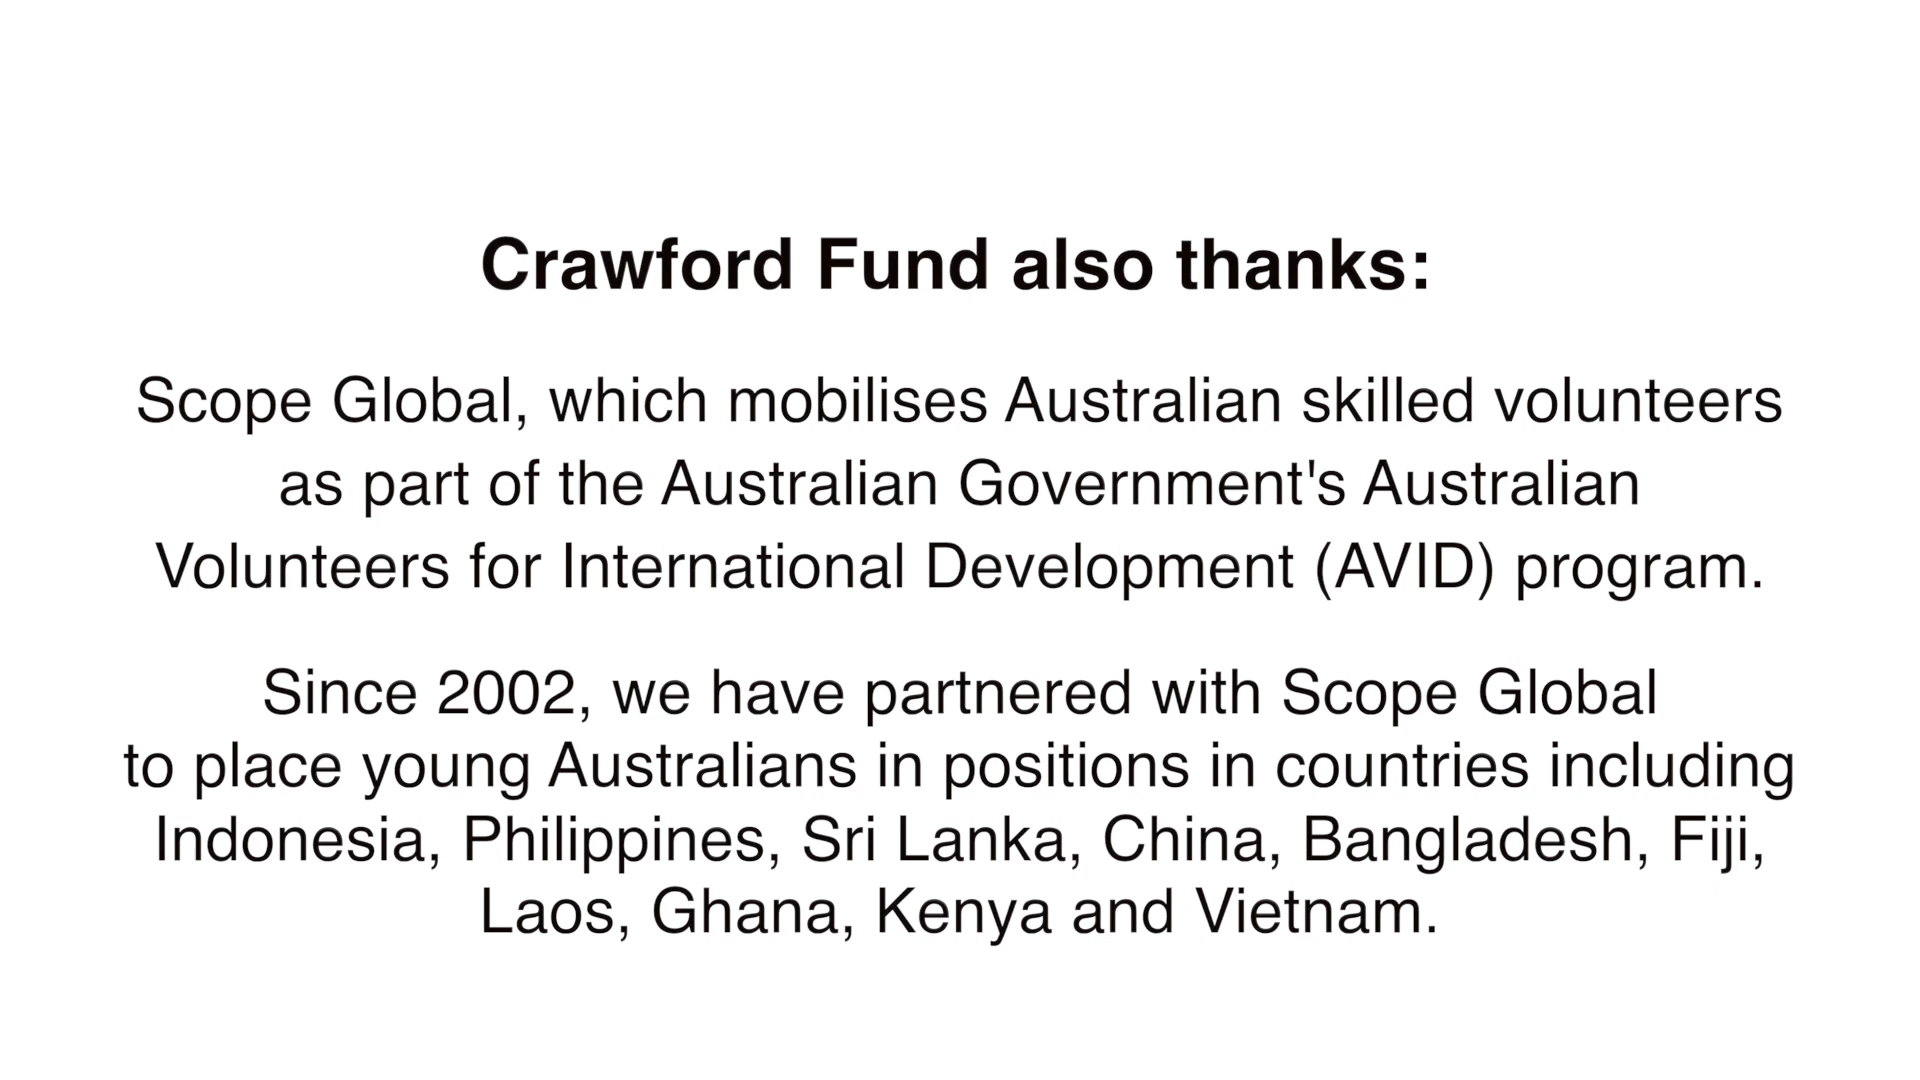 Crawford Fund also thanks:
Scope Global, which mobilises Australian skilled volunteers
as part of the Australian Government's Australian
Volunteers for International Development (AVID) program.
Since 2002, we have partnered with Scope Global
to place young Australians in positions in countries including
Indonesia, Philippines, Sri Lanka, China, Bangladesh, Fiji,
Laos, Ghana, Kenya and Vietnam.